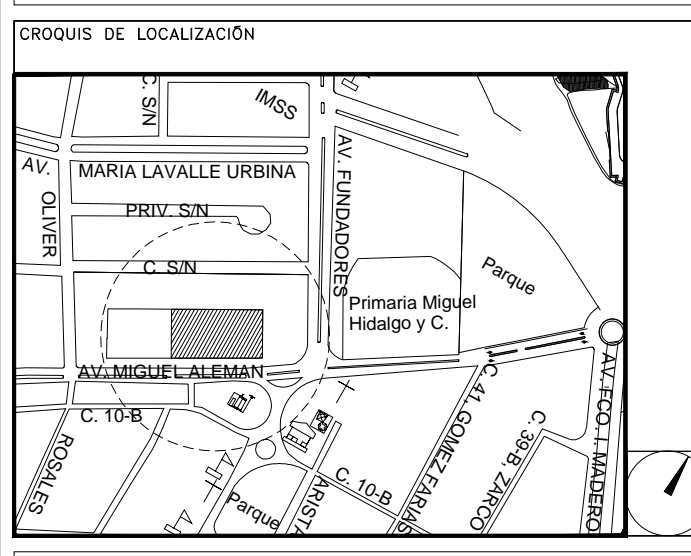 CROQUIS DE LOCALIZACIÓN
C. S/N
IMSS
AV.
MARIA LAVALLE URBINA
AV. FUNDADORES
OLIVER
PRIV. S/N
C. S/N
Parque
Primaria Miguel
Hidalgo y C.
AV. MIGUEL ALEMAN
C. 10-B
C. 41, GOMEZ FARIAS
C. 39-B, ZARCO
AV. FCO. I. MADERO
ROSALES
Parque
ARISTA
C. 10-B